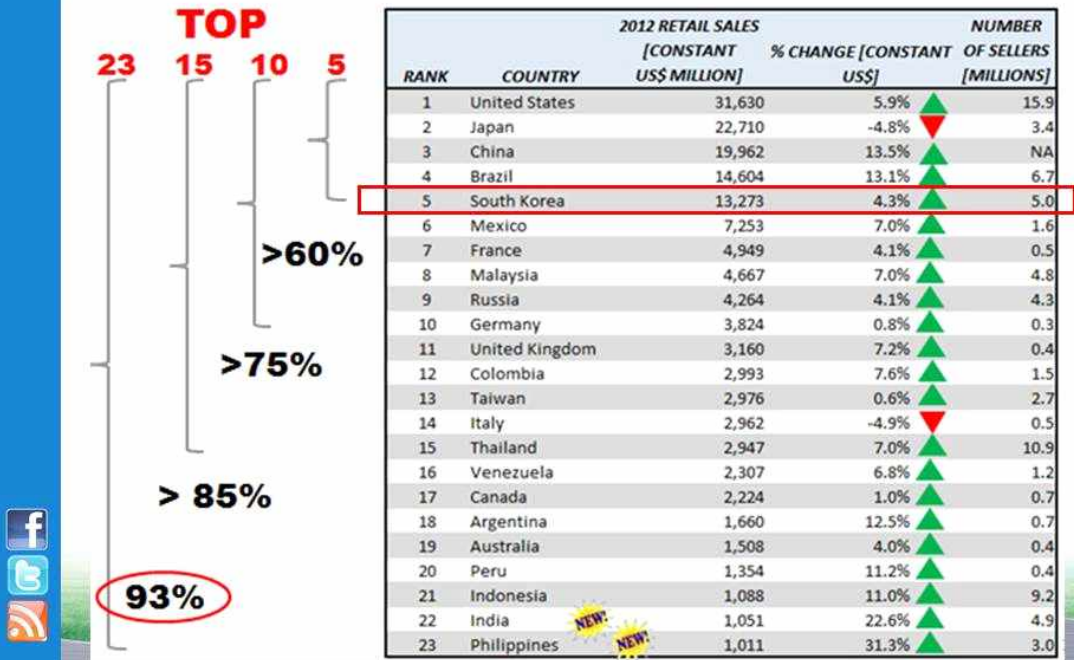 TOP
23 15 10 5
>60%
>75%
> 85%
93%
RANK COUNTRY 2012 RETAIL SALES [CONSTANT US$ MILLION] % CHANGE [CONSTANT US$] NUMBER OF SELLERS [MILLIONS]
1 United States 31,630 5.9% 15.9
2 Japan 22,710 -4.8% 3.4
3 China 19,962 13.5% NA
4 Brazil 14,604 13.1% 6.7
5 South Korea 13,273 4.3% 5.0
6 Mexico 7,253 7.0% 1.6
7 France 4,949 4.1% 0.5
8 Malaysia 4,667 7.0% 4.8
9 Russia 4,264 4.1% 4.3
10 Germany 3,824 0.8% 0.3
11 United Kingdom 3,160 7.2% 0.4
12 Colombia 2,993 7.6% 1.5
13 Taiwan 2,976 0.6% 2.7
14 Italy 2,962 -4.9% 0.5
15 Thailand 2,947 7.0% 10.9
16 Venezuela 2,307 6.8% 1.2
17 Canada 2,224 1.0% 0.7
18 Argentina 1,660 12.5% 0.7
19 Australia 1,508 4.0% 0.4
20 Peru 1,354 11.2% 0.4
21 Indonesia 1,088 11.0% 9.2
22 India NEW! 1,051 22.6% 4.9
23 Philippines NEW! 1,011 31.3% 3.0